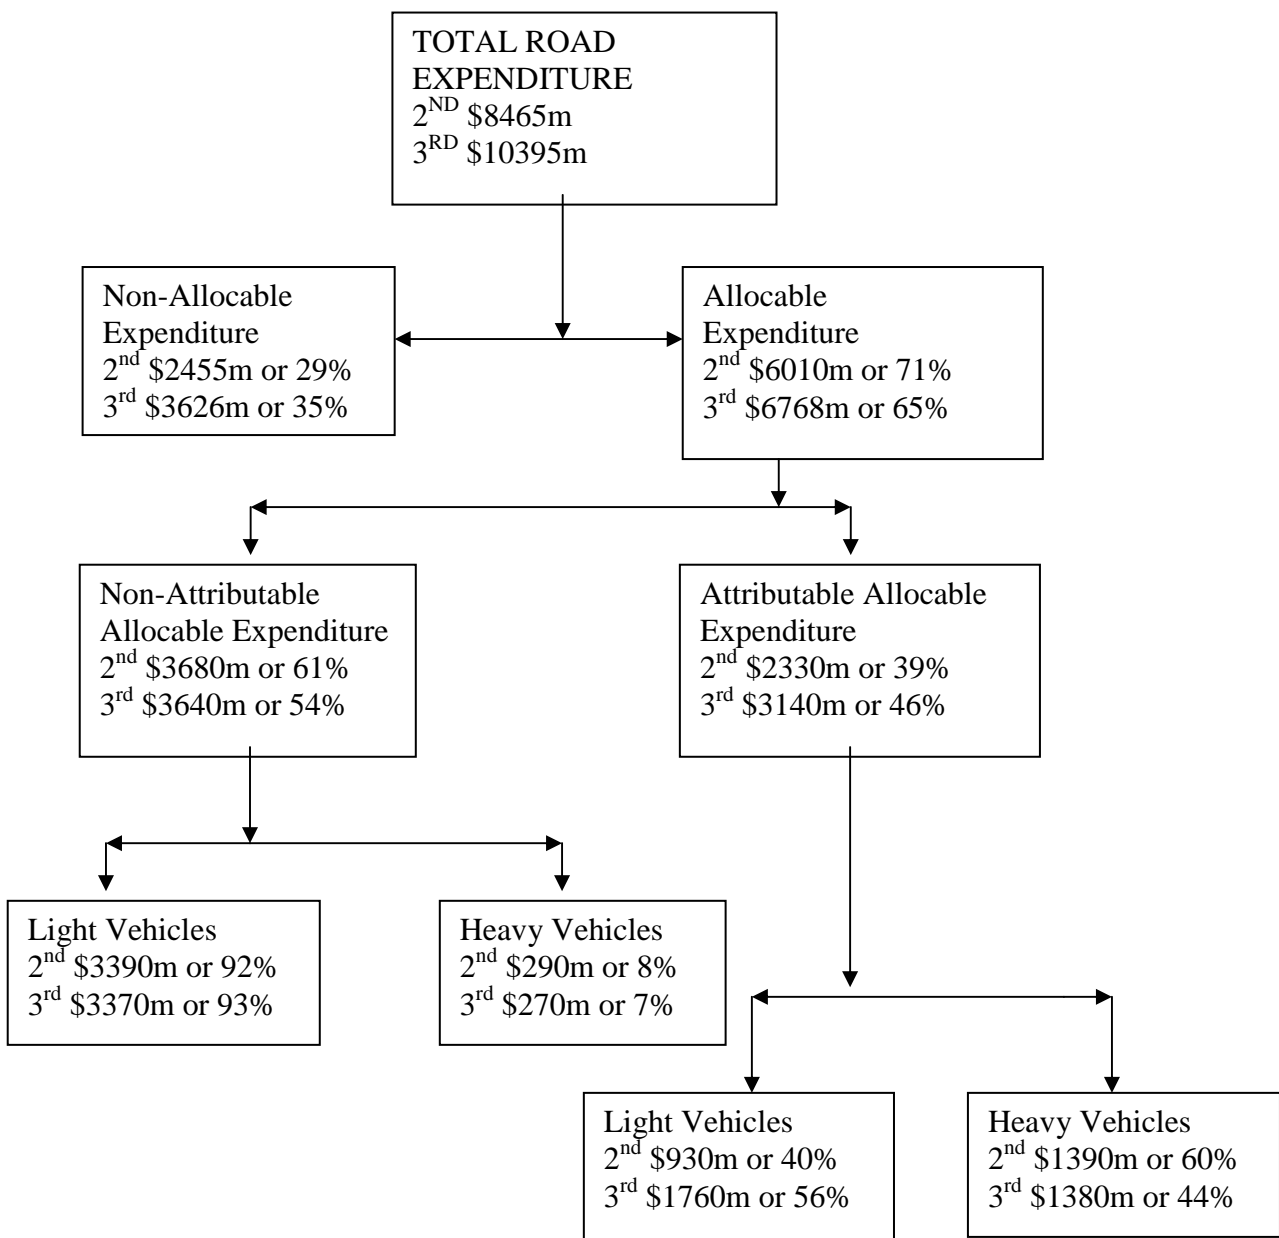 TOTAL ROAD
EXPENDITURE
2ND $8465m
3RD $10395m
Non-Allocable
Expenditure
2nd $2455m or 29%
3rd $3626m or 35%
Allocable
Expenditure
2nd $6010m or 71%
3rd $6768m or 65%
Non-Attributable
Allocable Expenditure
2nd $3680m or 61%
3rd $3640m or 54%
Attributable Allocable
Expenditure
2nd $2330m or 39%
3rd $3140m or 46%
Light Vehicles
2nd $3390m or 92%
3rd $3370m or 93%
Heavy Vehicles
2nd $290m or 8%
3rd $270m or 7%
Light Vehicles
2nd $930m or 40%
3rd $1760m or 56%
Heavy Vehicles
2nd $1390m or 60%
3rd $1380m or 44%